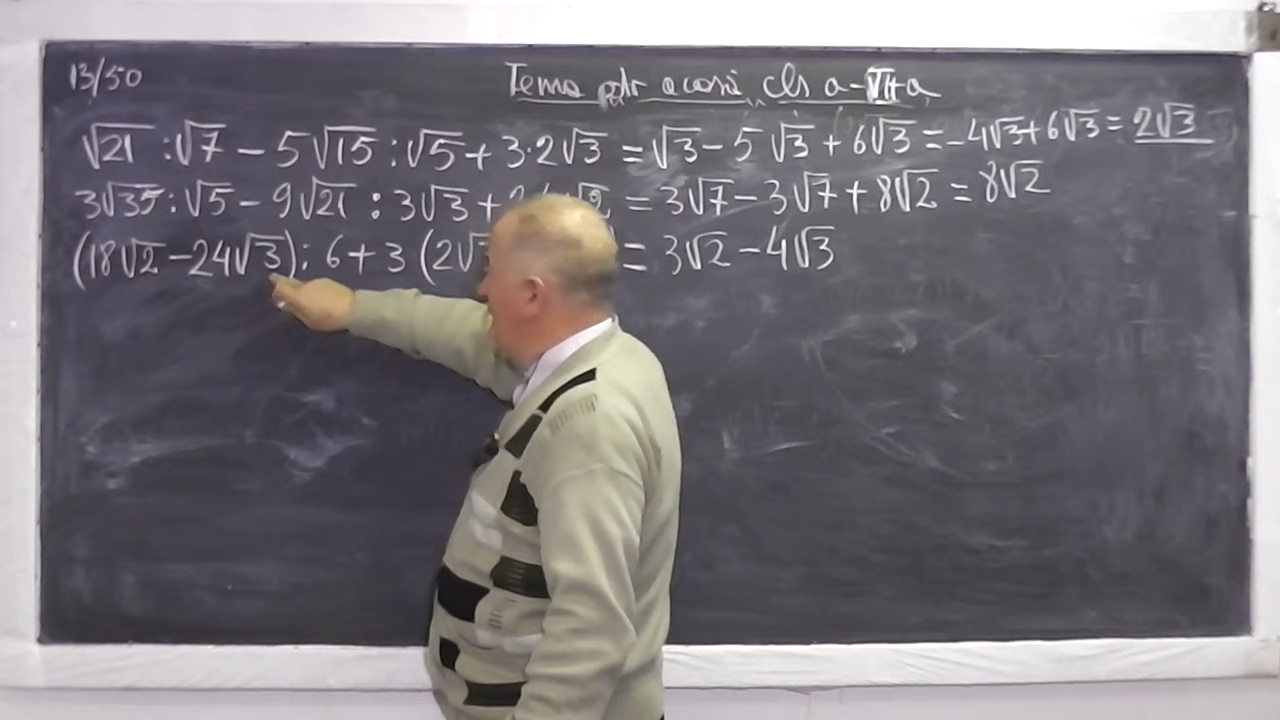 13/50
Tema ptr acasă cls a-VII-a
√21 : √7 − 5√15 : √5 + 3·2√3 = √3 − 5√3 + 6√3 = −4√3 + 6√3 = 2√3
3√35 : √5 − 9√21 : 3√3 + √2 = 3√7 − 3√7 + 8√2 = 8√2
(18√2 − 24√3) : 6 + 3 (2√ = 3√2 − 4√3